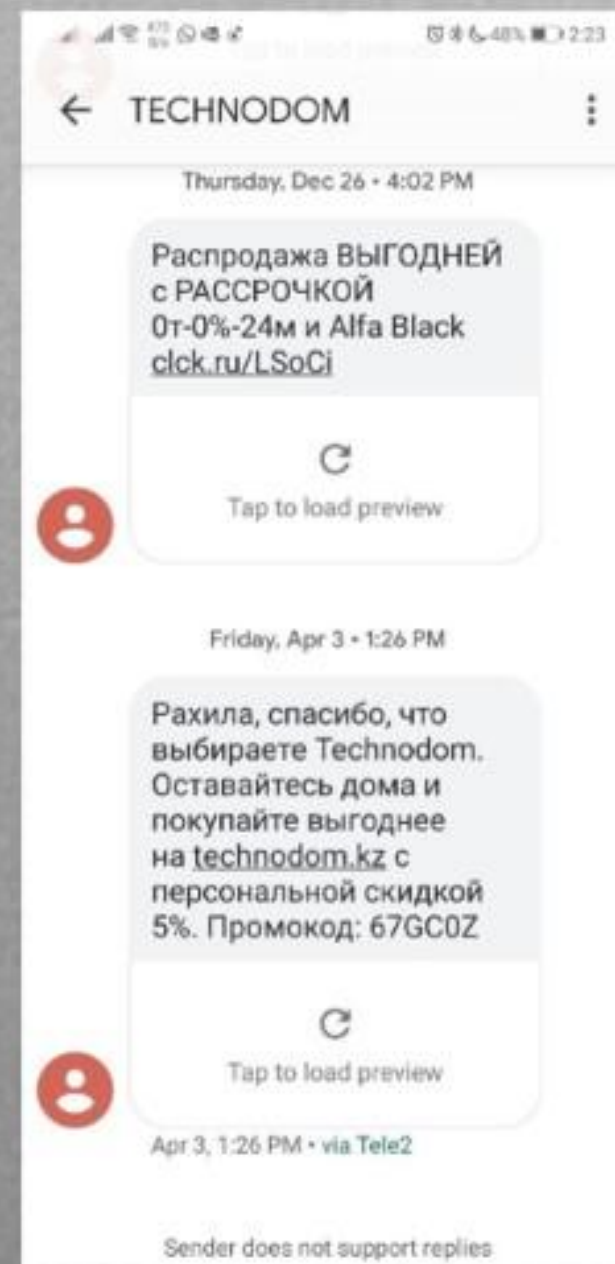 48% 2:23
TECHNODOM
Thursday, Dec 26 • 4:02 PM
Распродажа ВЫГОДНЕЙ
с РАССРОЧКОЙ
0т-0%-24м и Alfa Black
clck.ru/LSoCi
Tap to load preview
Friday, Apr 3 • 1:26 PM
Рахила, спасибо, что
выбираете Technodom.
Оставайтесь дома и
покупайте выгоднее
на technodom.kz с
персональной скидкой
5%. Промокод: 67GC0Z
Tap to load preview
Apr 3, 1:26 PM • via Tele2
Sender does not support replies